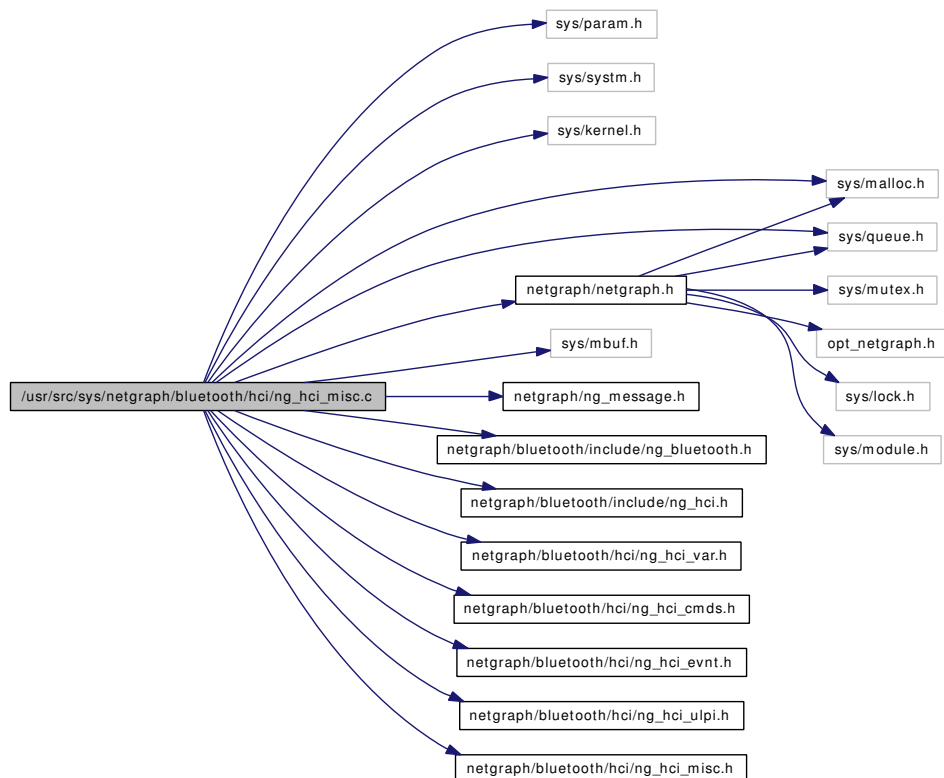 sys/param.h
sys/systm.h
sys/kernel.h
sys/malloc.h
sys/queue.h
netgraph/netgraph.h
sys/mutex.h
opt_netgraph.h
sys/mbuf.h
/usr/src/sys/netgraph/bluetooth/hci/ng_hci_misc.c
netgraph/ng_message.h
sys/lock.h
netgraph/bluetooth/include/ng_bluetooth.h
sys/module.h
netgraph/bluetooth/include/ng_hci.h
netgraph/bluetooth/hci/ng_hci_var.h
netgraph/bluetooth/hci/ng_hci_cmds.h
netgraph/bluetooth/hci/ng_hci_evnt.h
netgraph/bluetooth/hci/ng_hci_ulpi.h
netgraph/bluetooth/hci/ng_hci_misc.h